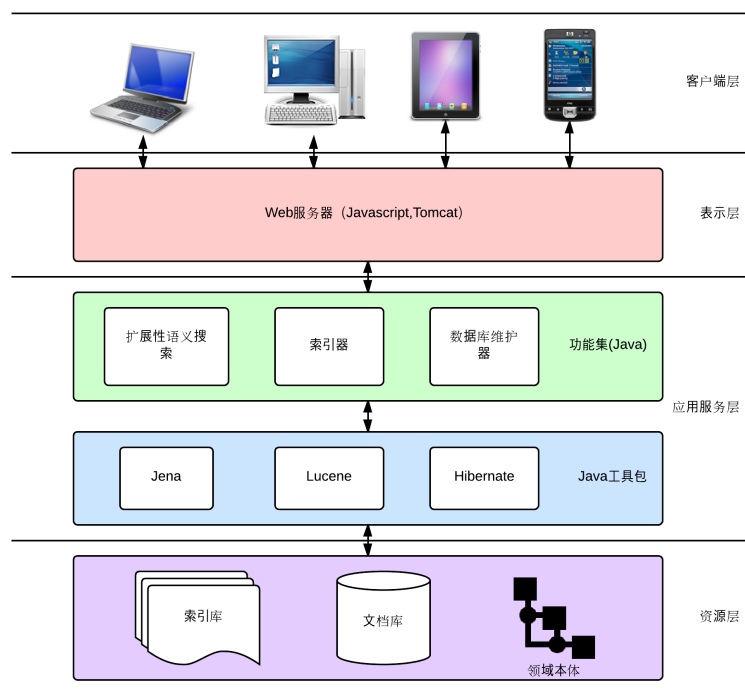 客户端层
Web服务器（Javascript,Tomcat）
表示层
扩展性语义搜
索
索引器
数据库维护
器
功能集(Java)
应用服务层
Jena
Lucene
Hibernate
Java工具包
索引库
文档库
领域本体
资源层